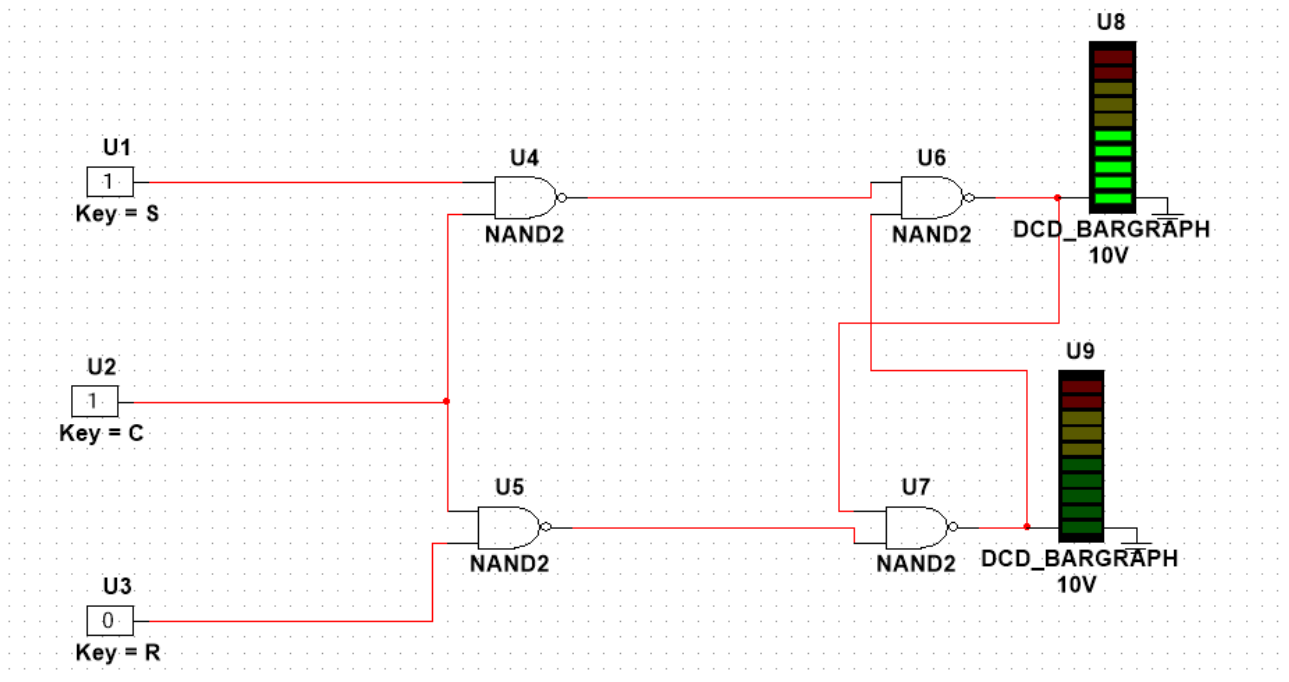 U8
U1
1
Key = S
U4
NAND2
U6
NAND2
DCD_BARGRAPH
10V
U2
1
Key = C
U9
U5
NAND2
U7
NAND2
DCD_BARGRAPH
10V
U3
0
Key = R